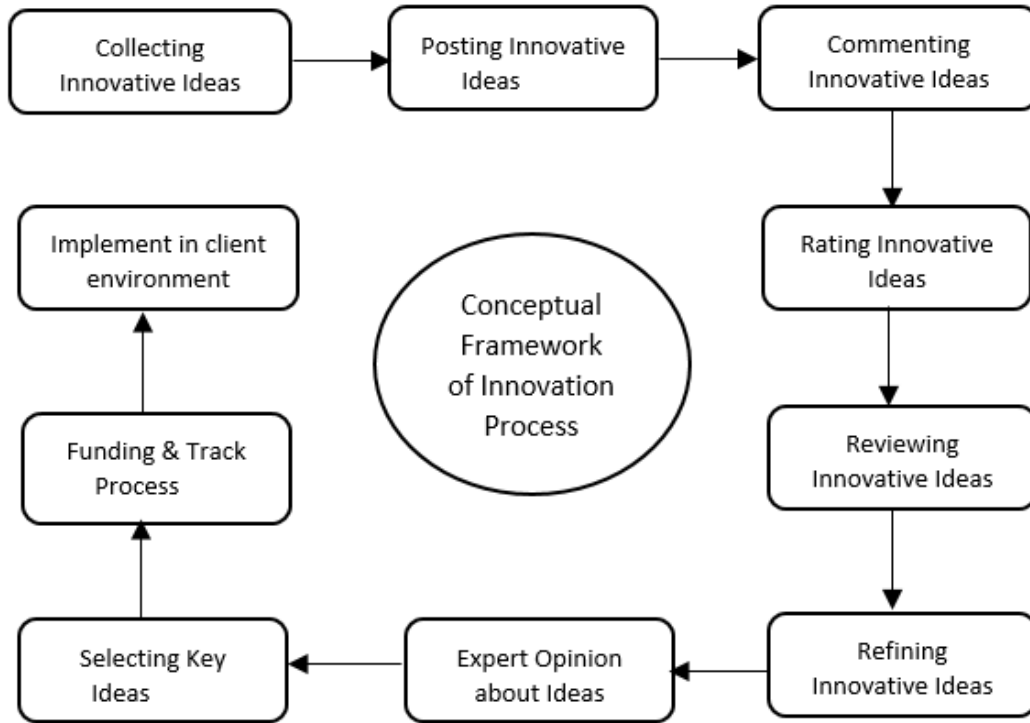 Collecting
Innovative Ideas
Posting Innovative
Ideas
Commenting
Innovative Ideas
Rating Innovative
Ideas
Reviewing
Innovative Ideas
Refining
Innovative Ideas
Expert Opinion
about Ideas
Selecting Key
Ideas
Funding & Track
Process
Implement in client
environment
Conceptual
Framework
of Innovation
Process